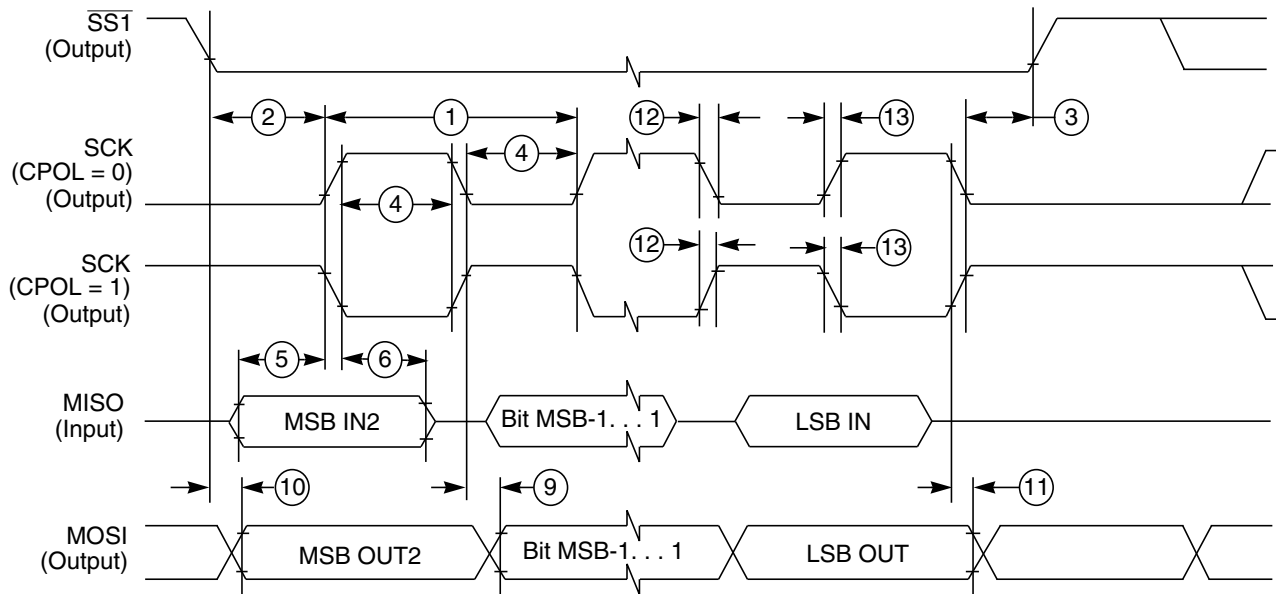 SS1
(Output)
2
1
12
13
3
SCK
(CPOL = 0)
(Output)
4
4
SCK
(CPOL = 1)
(Output)
12
13
5
6
MISO
(Input)
MSB IN2
Bit MSB-1. . . 1
LSB IN
10
9
11
MOSI
(Output)
MSB OUT2
Bit MSB-1. . . 1
LSB OUT